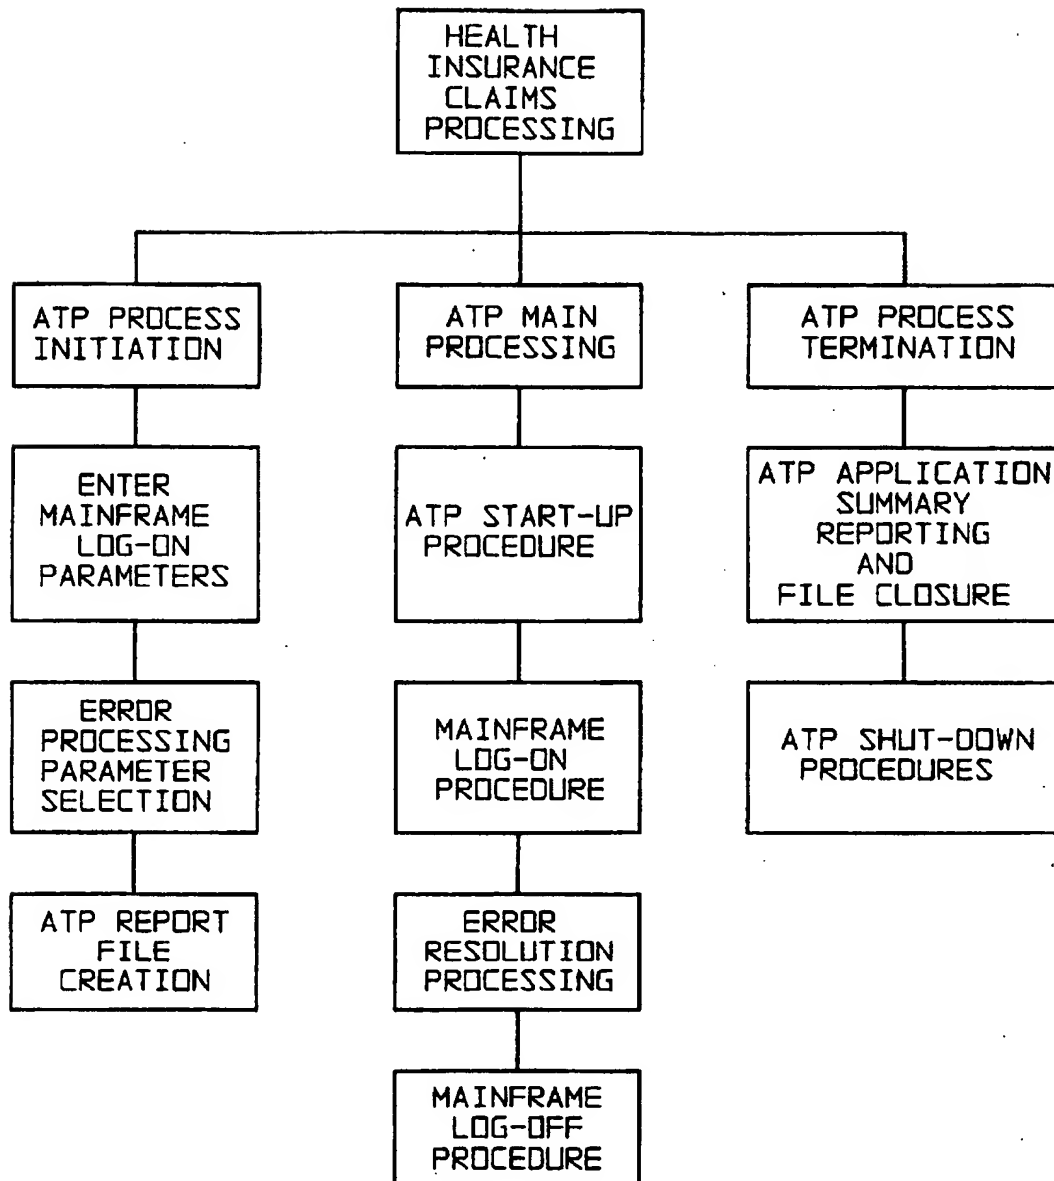 HEALTH
INSURANCE
CLAIMS
PROCESSING
ATP PROCESS
INITIATION
ATP MAIN
PROCESSING
ATP PROCESS
TERMINATION
ENTER
MAINFRAME
LOG-ON
PARAMETERS
ATP START-UP
PROCEDURE
ATP APPLICATION
SUMMARY
REPORTING
AND
FILE CLOSURE
ERROR
PROCESSING
PARAMETER
SELECTION
MAINFRAME
LOG-ON
PROCEDURE
ATP SHUT-DOWN
PROCEDURES
ATP REPORT
FILE
CREATION
ERROR
RESOLUTION
PROCESSING
MAINFRAME
LOG-OFF
PROCEDURE